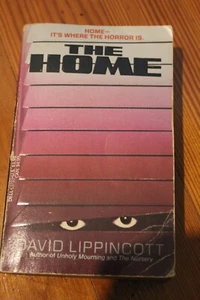 HOME—
IT'S WHERE THE HORROR IS.
THE
HOME
DAVID LIPPINCOTT
Author of Unholy Mourning and The Nursery